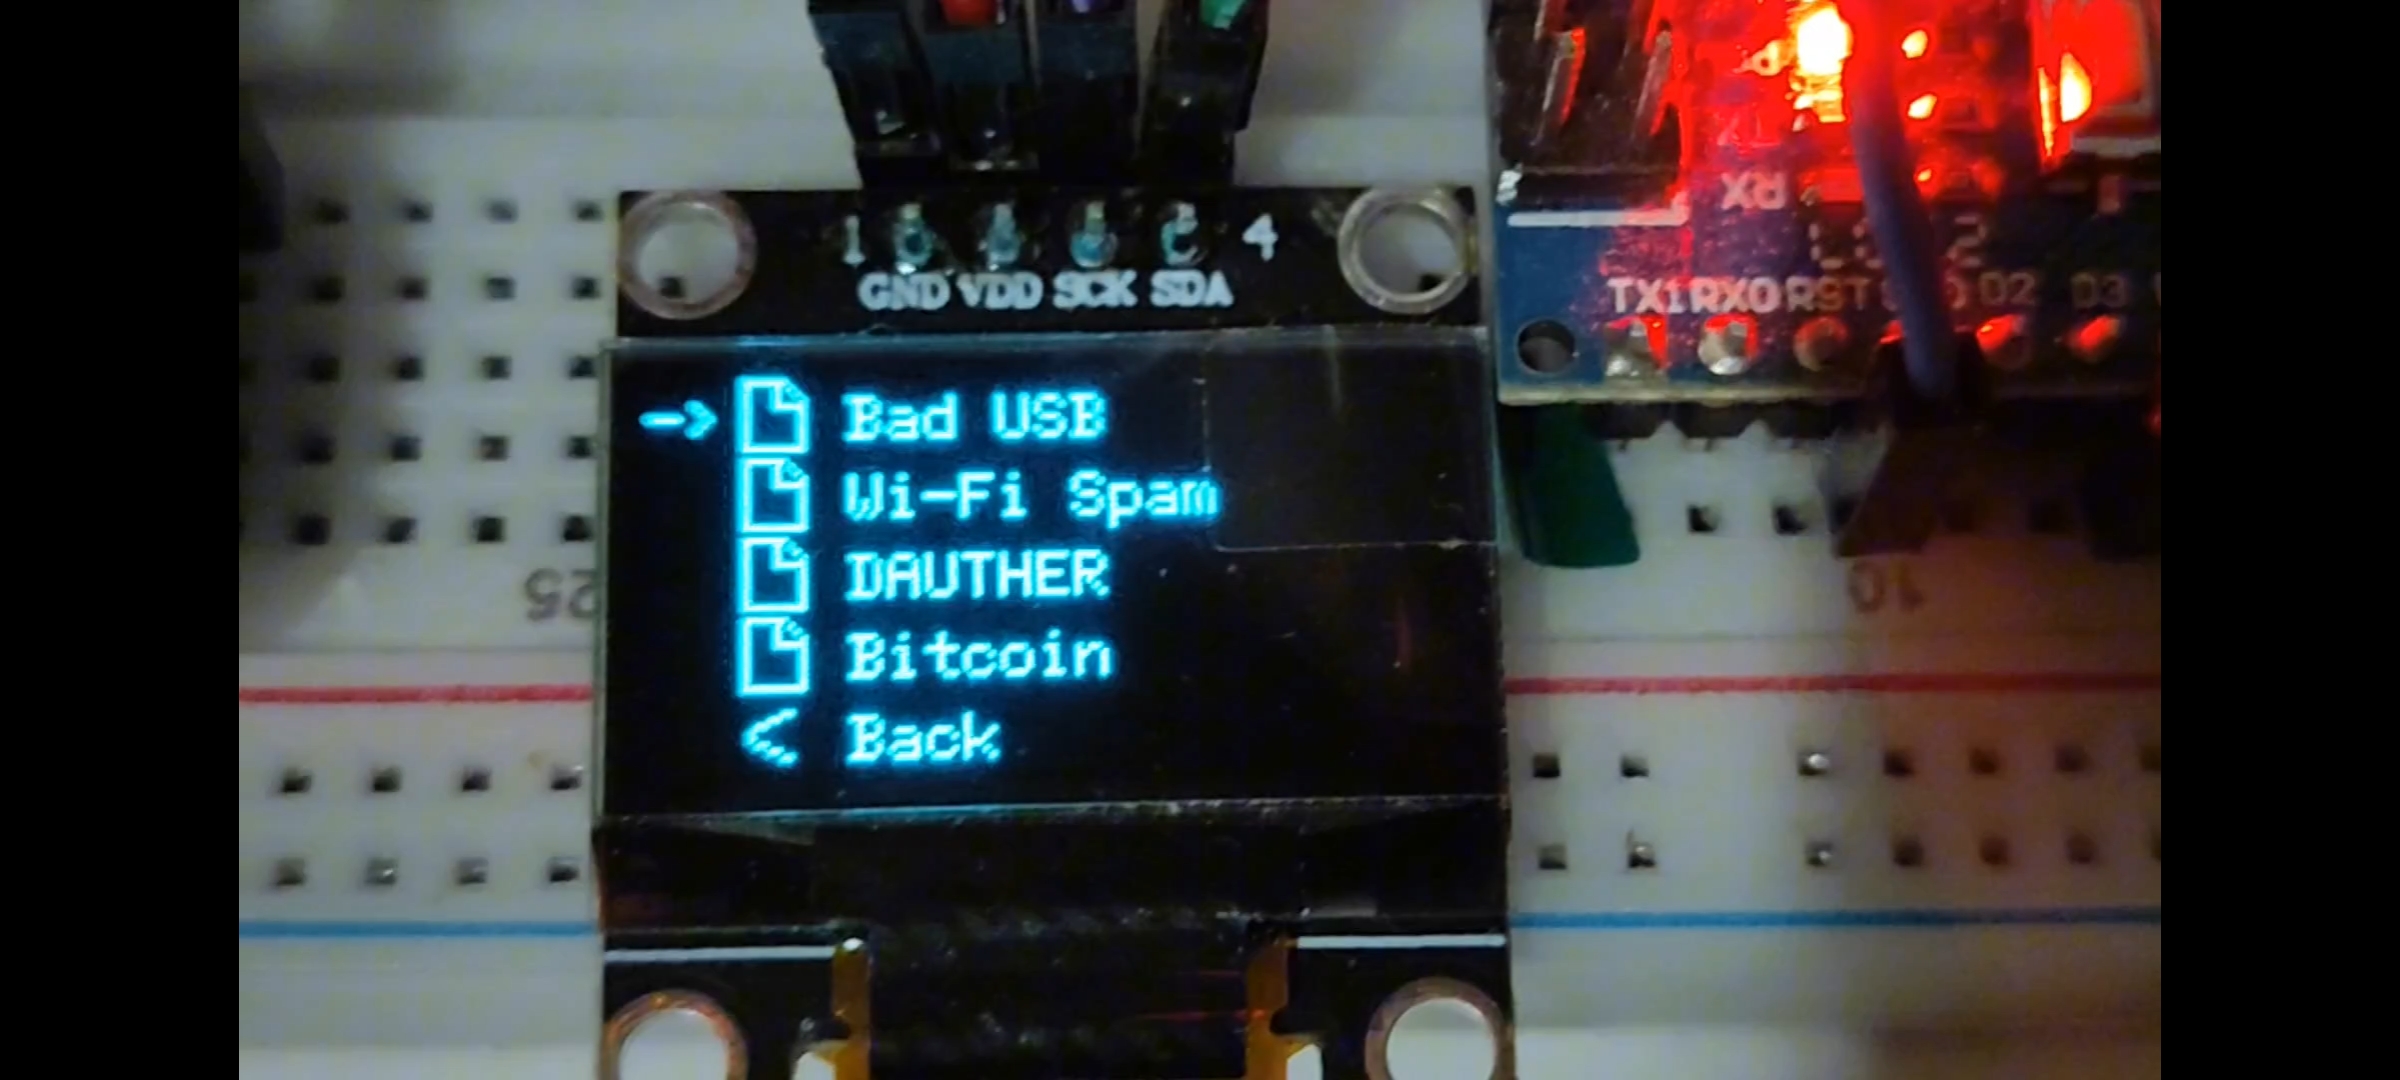 1 4
GND VDD SCK SDA
RX
TX1 RX0 RST D2 D3
-> Bad USB
Wi-Fi Spam
DAUTHER
Bitcoin
< Back
25
10